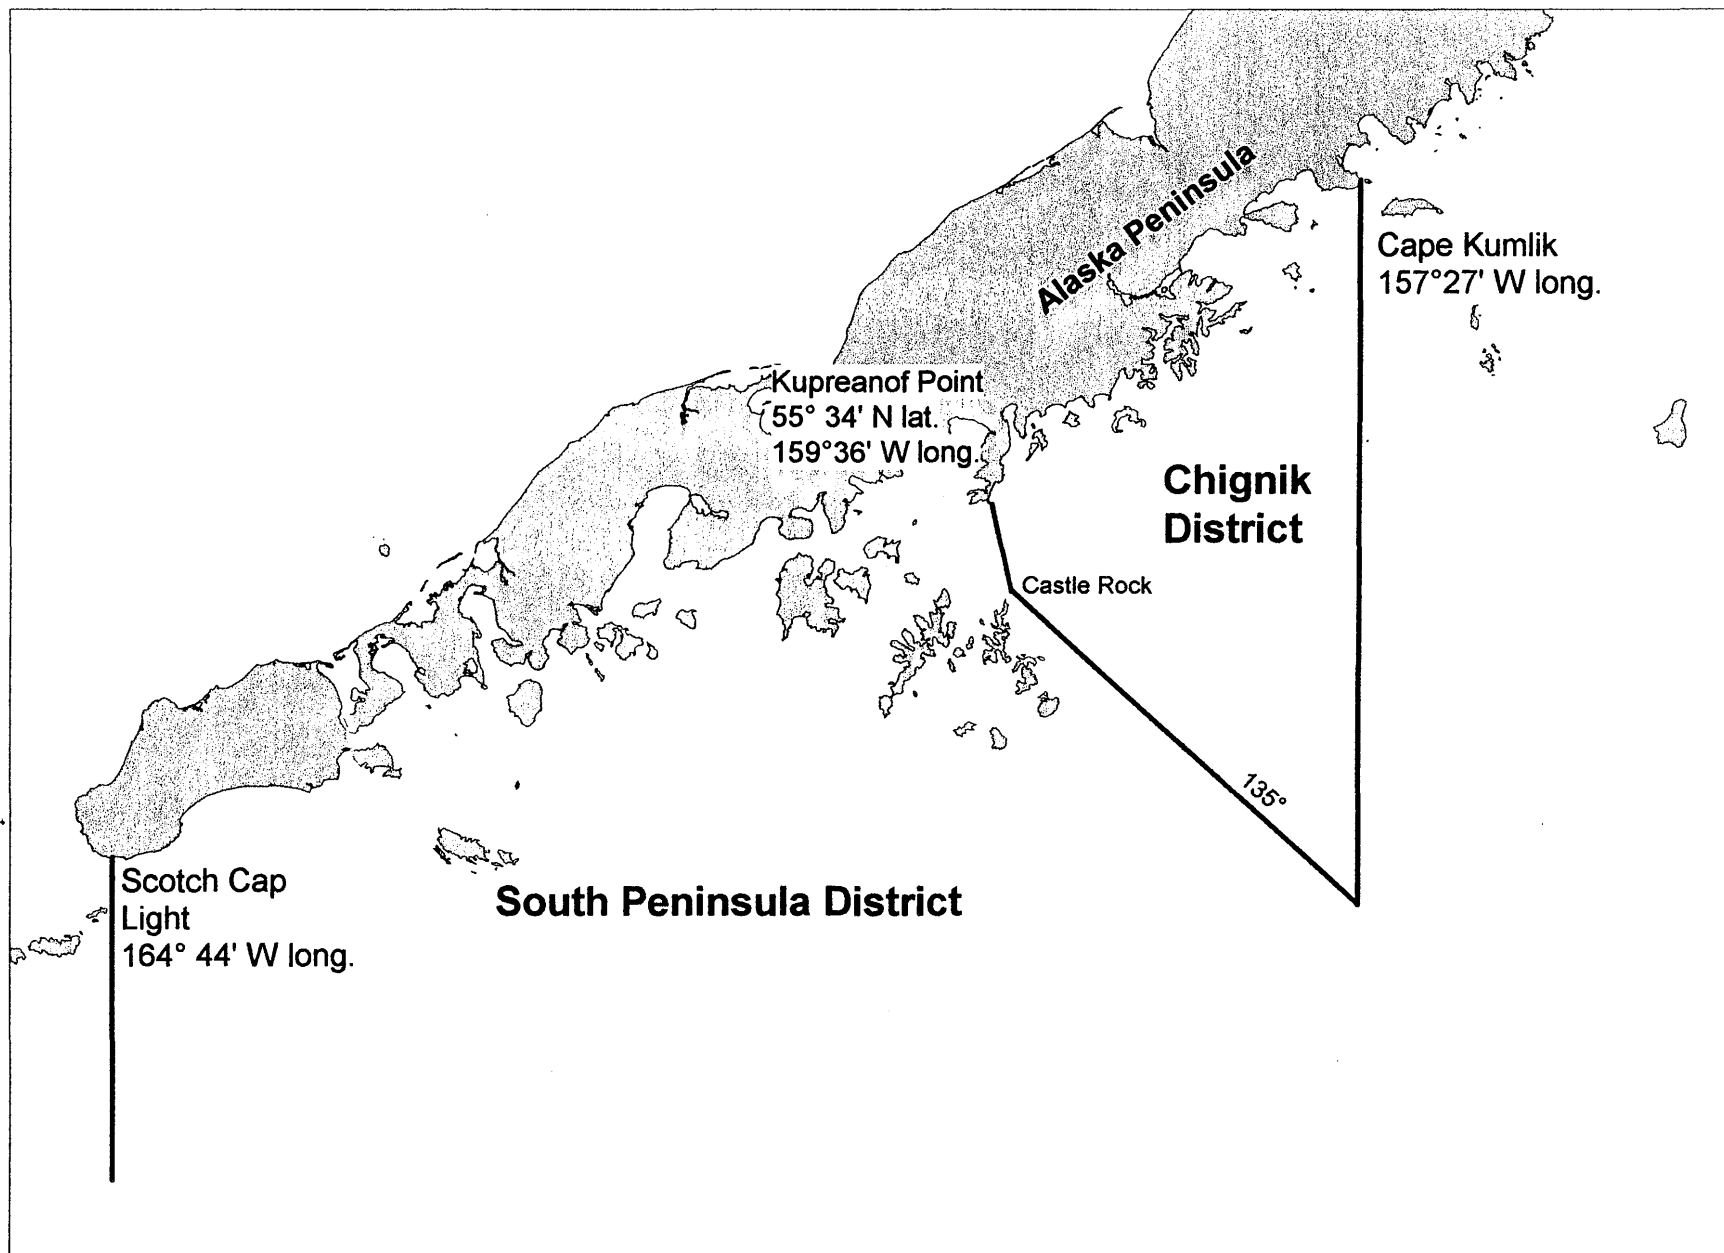 Alaska Peninsula
Cape Kumlik
157°27' W long.
Kupreanof Point
55° 34' N lat.
159°36' W long.
Chignik
District
Castle Rock
135°
Scotch Cap
Light
164° 44' W long.
South Peninsula District